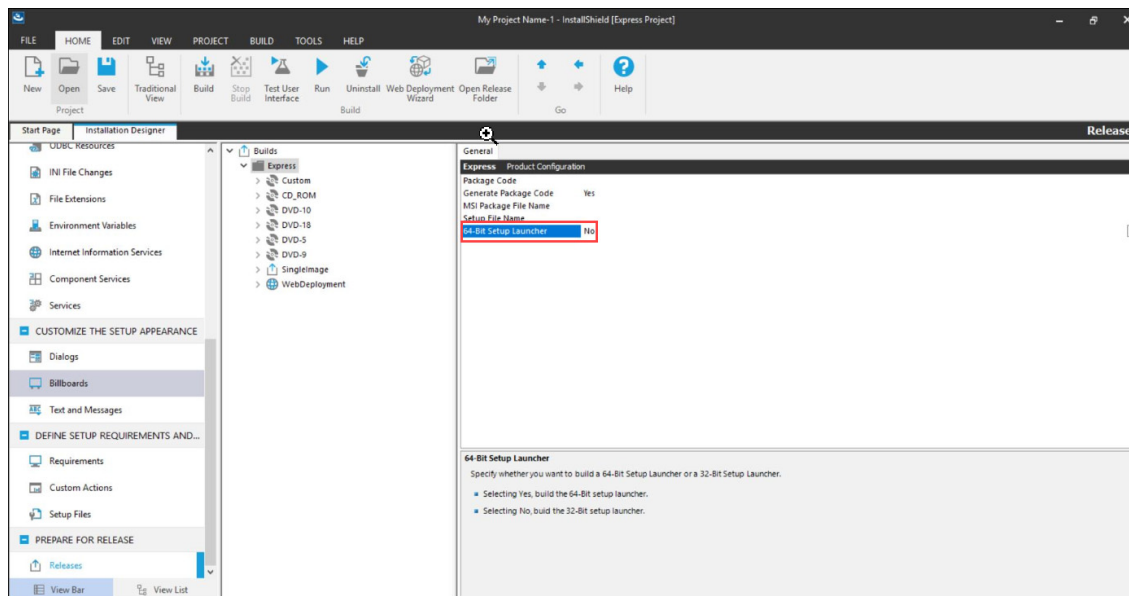 My Project Name-1 - InstallShield [Express Project]
FILE HOME EDIT VIEW PROJECT BUILD TOOLS HELP
New Open Save Traditional View Build Stop Build Test User Interface Run Uninstall Web Deployment Wizard Open Release Folder Help
Project Build Go
Start Page Installation Designer Release
ODBC Resources
INI File Changes
File Extensions
Environment Variables
Internet Information Services
Component Services
Services
CUSTOMIZE THE SETUP APPEARANCE
Dialogs
Billboards
Text and Messages
DEFINE SETUP REQUIREMENTS AND...
Requirements
Custom Actions
Setup Files
PREPARE FOR RELEASE
Releases
View Bar View List
Builds
Express
Custom
CD_ROM
DVD-10
DVD-18
DVD-5
DVD-9
SingleImage
WebDeployment
General
Express Product Configuration
Package Code
Generate Package Code Yes
MSI Package File Name
Setup File Name
64-Bit Setup Launcher No
64-Bit Setup Launcher
Specify whether you want to build a 64-Bit Setup Launcher or a 32-Bit Setup Launcher.
Selecting Yes, build the 64-Bit setup launcher.
Selecting No, buid the 32-Bit setup launcher.